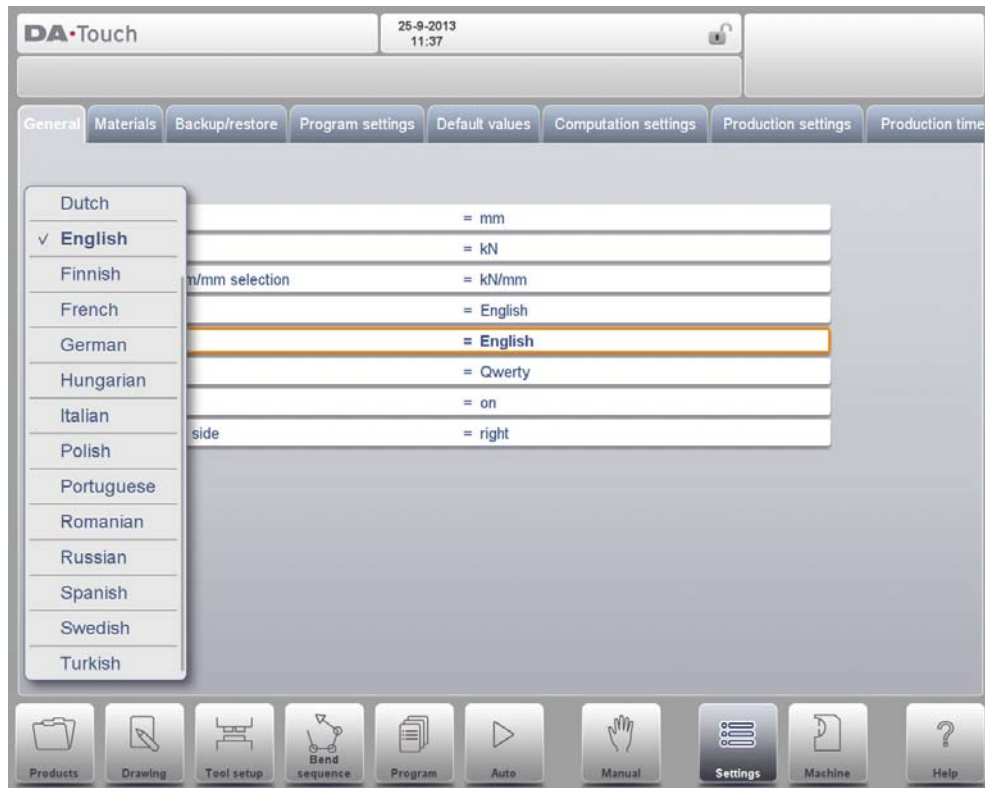 DA·Touch
25-9-2013
11:37
General Materials Backup/restore Program settings Default values Computation settings Production settings Production time
Dutch
= mm
✓ English
= kN
Finnish
m/mm selection = kN/mm
French
= English
German
= English
Hungarian
= Qwerty
Italian
= on
side = right
Polish
Portuguese
Romanian
Russian
Spanish
Swedish
Turkish
Products Drawing Tool setup Bend sequence Program Auto Manual Settings Machine Help